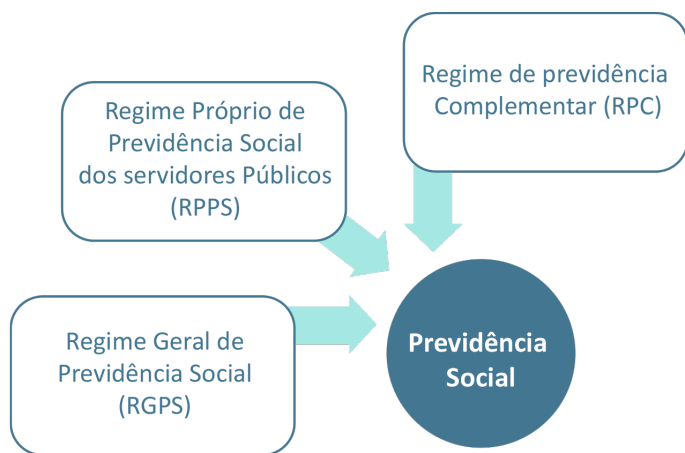 Regime de previdência
Complementar (RPC)
Regime Próprio de
Previdência Social
dos servidores Públicos
(RPPS)
Regime Geral de
Previdência Social
(RGPS)
Previdência
Social